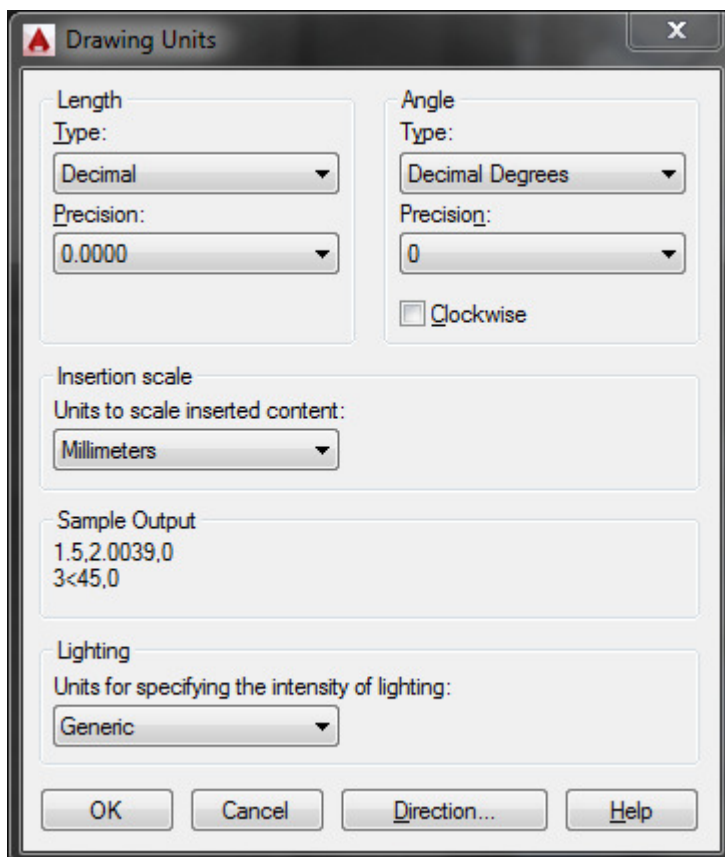 Drawing Units
X
Length
Type:
Decimal
Precision:
0.0000
Angle
Type:
Decimal Degrees
Precision:
0
Clockwise
Insertion scale
Units to scale inserted content:
Millimeters
Sample Output
1.5,2.0039,0
3<45,0
Lighting
Units for specifying the intensity of lighting:
Generic
OK
Cancel
Direction...
Help